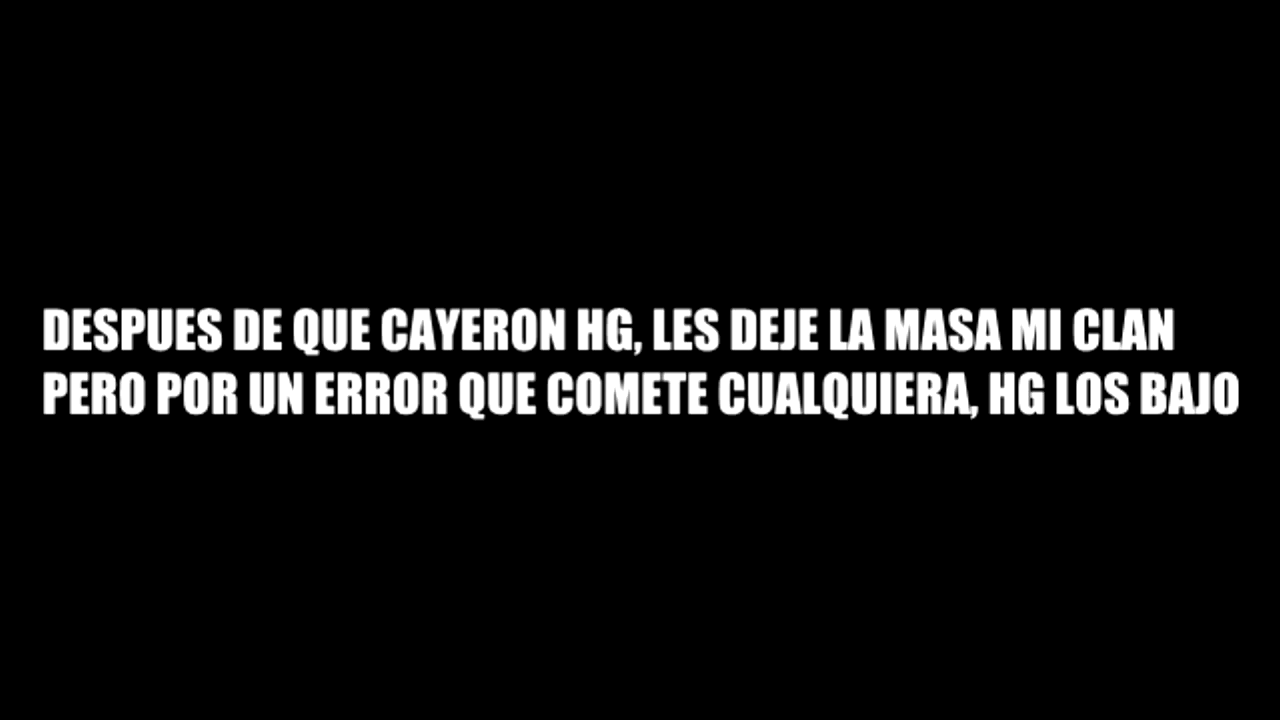 DESPUES DE QUE CAYERON HG, LES DEJE LA MASA MI CLAN
PERO POR UN ERROR QUE COMETE CUALQUIERA, HG LOS BAJO